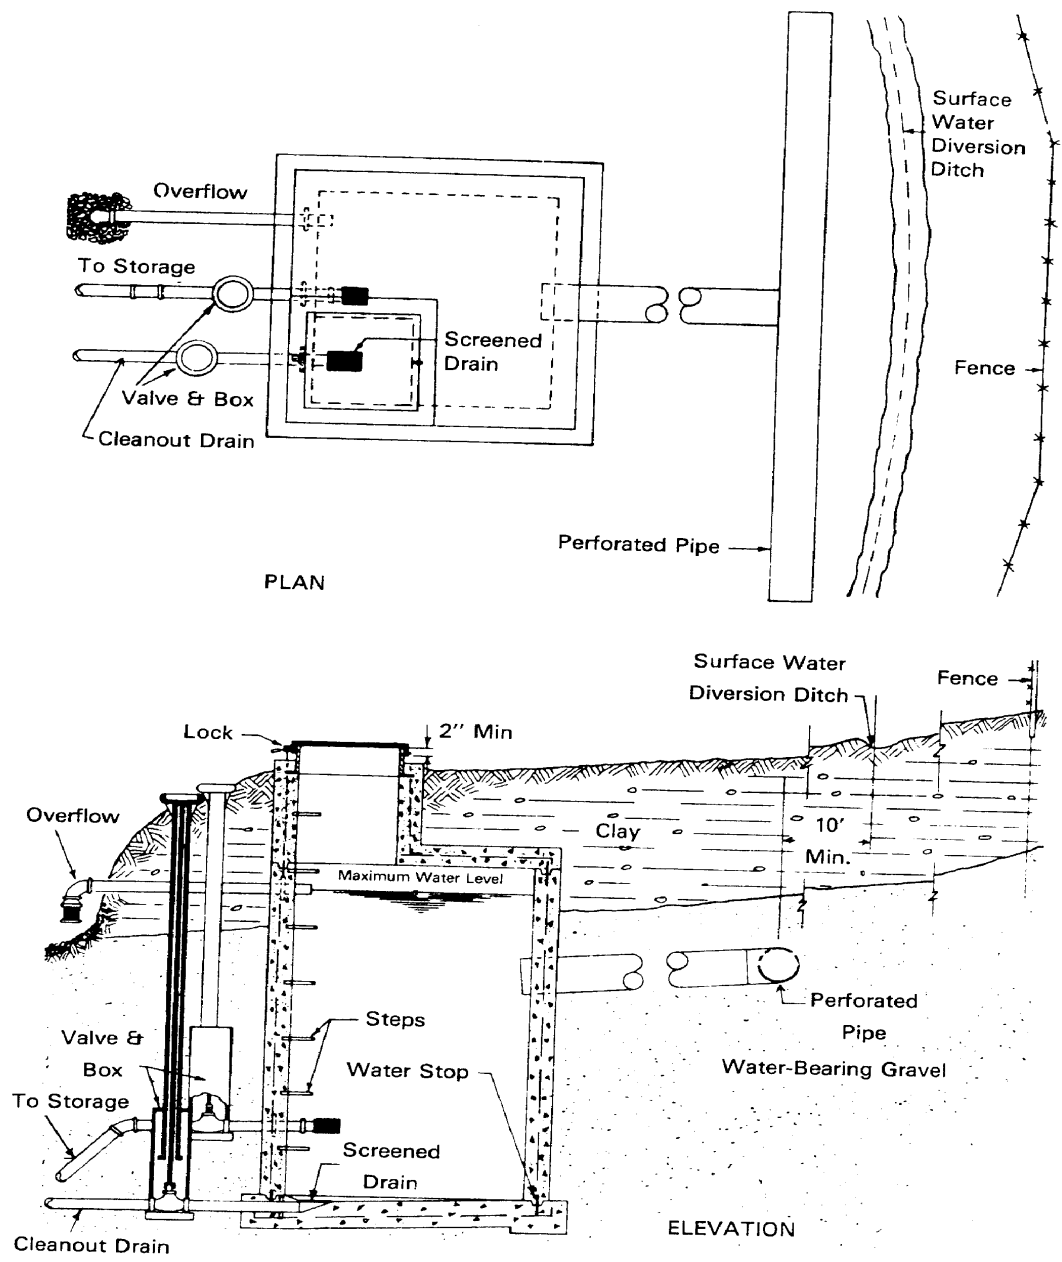 Surface
Water
Diversion
Ditch
Overflow
To Storage
Screened
Drain
Fence
Valve & Box
Cleanout Drain
Perforated Pipe
PLAN
Surface Water
Diversion Ditch
Fence
Lock
2'' Min
Overflow
Clay
10'
Min.
Maximum Water Level
Perforated
Pipe
Steps
Valve &
Box
Water Stop
Water-Bearing Gravel
To Storage
Screened
Drain
ELEVATION
Cleanout Drain